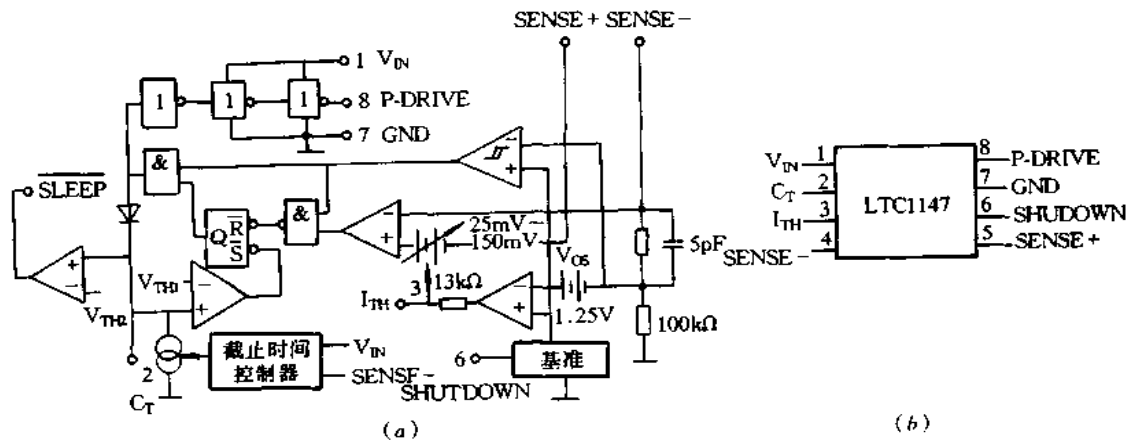 SENSE+ SENSE-
(a)
1 V_IN
1
1
1
8 P-DRIVE
7 GND
&
SLEEP
Q R
S
&
25mV~
150mV
5pF
V_OS
V_TH1
V_TH2
13kΩ
3
I_TH
1.25V
100kΩ
2
C_T
截止时间
控制器
V_IN
SENSF-
6
SHUTDOWN
基准
(a)
V_IN 1
C_T 2
I_TH 3
SENSE- 4
LTC1147
8 P-DRIVE
7 GND
6 SHUDOWN
5 SENSE+
(b)